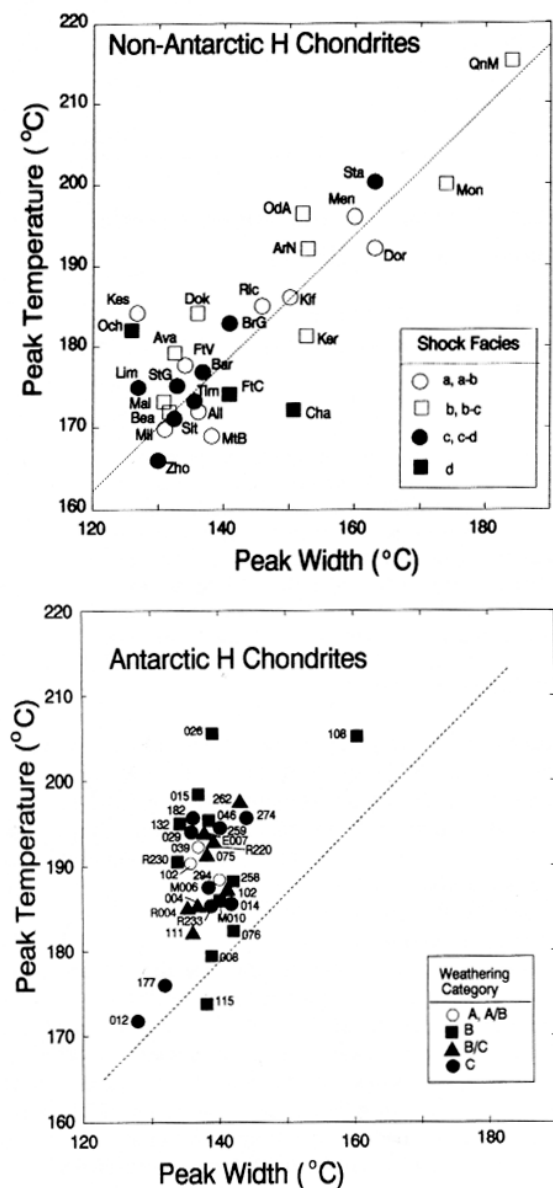 Non-Antarctic H Chondrites
Peak Temperature (°C)
220
210
200
190
180
170
160
QnM
Sta
Mon
Men
OdA
ArN
Dor
Kes
Dok
Ric
Klf
Och
BrG
Ker
Ava
FtV
Lim
StG
Bar
FtC
Mal
Tim
All
Cha
Bea
Sit
Mil
MtB
Zho
Shock Facies
a, a-b
b, b-c
c, c-d
d
120
140
160
180
Peak Width (°C)
Antarctic H Chondrites
Peak Temperature (°C)
220
210
200
190
180
170
160
026
108
015
262
182
046
274
132
259
029
E007
039
R220
R230
075
102
294
258
M006
102
004
014
R004
M010
R233
076
111
008
177
115
012
Weathering
Category
A, A/B
B
B/C
C
140
160
180
Peak Width (°C)